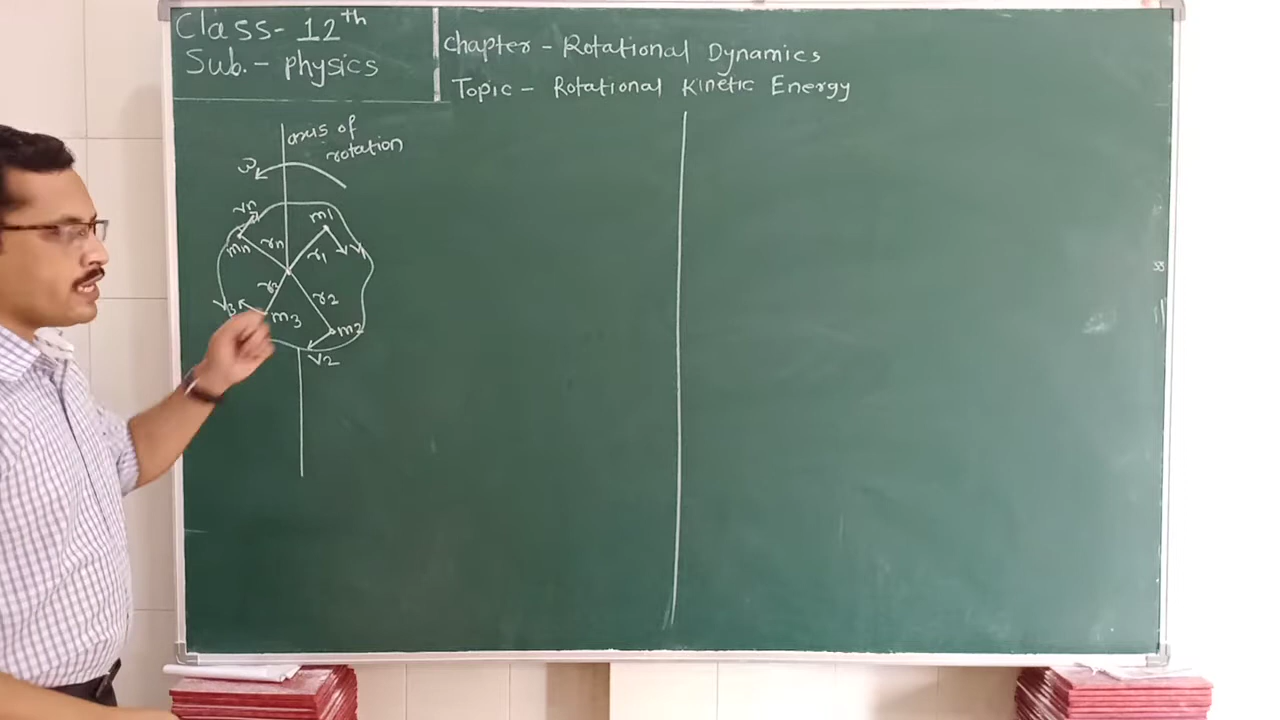 Class- 12th
Sub.- physics
chapter - Rotational Dynamics
Topic - Rotational Kinetic Energy
axis of
rotation
ω
vn
m1
mn
rn
r1
v1
r3
r2
v3
m3
m2
v2